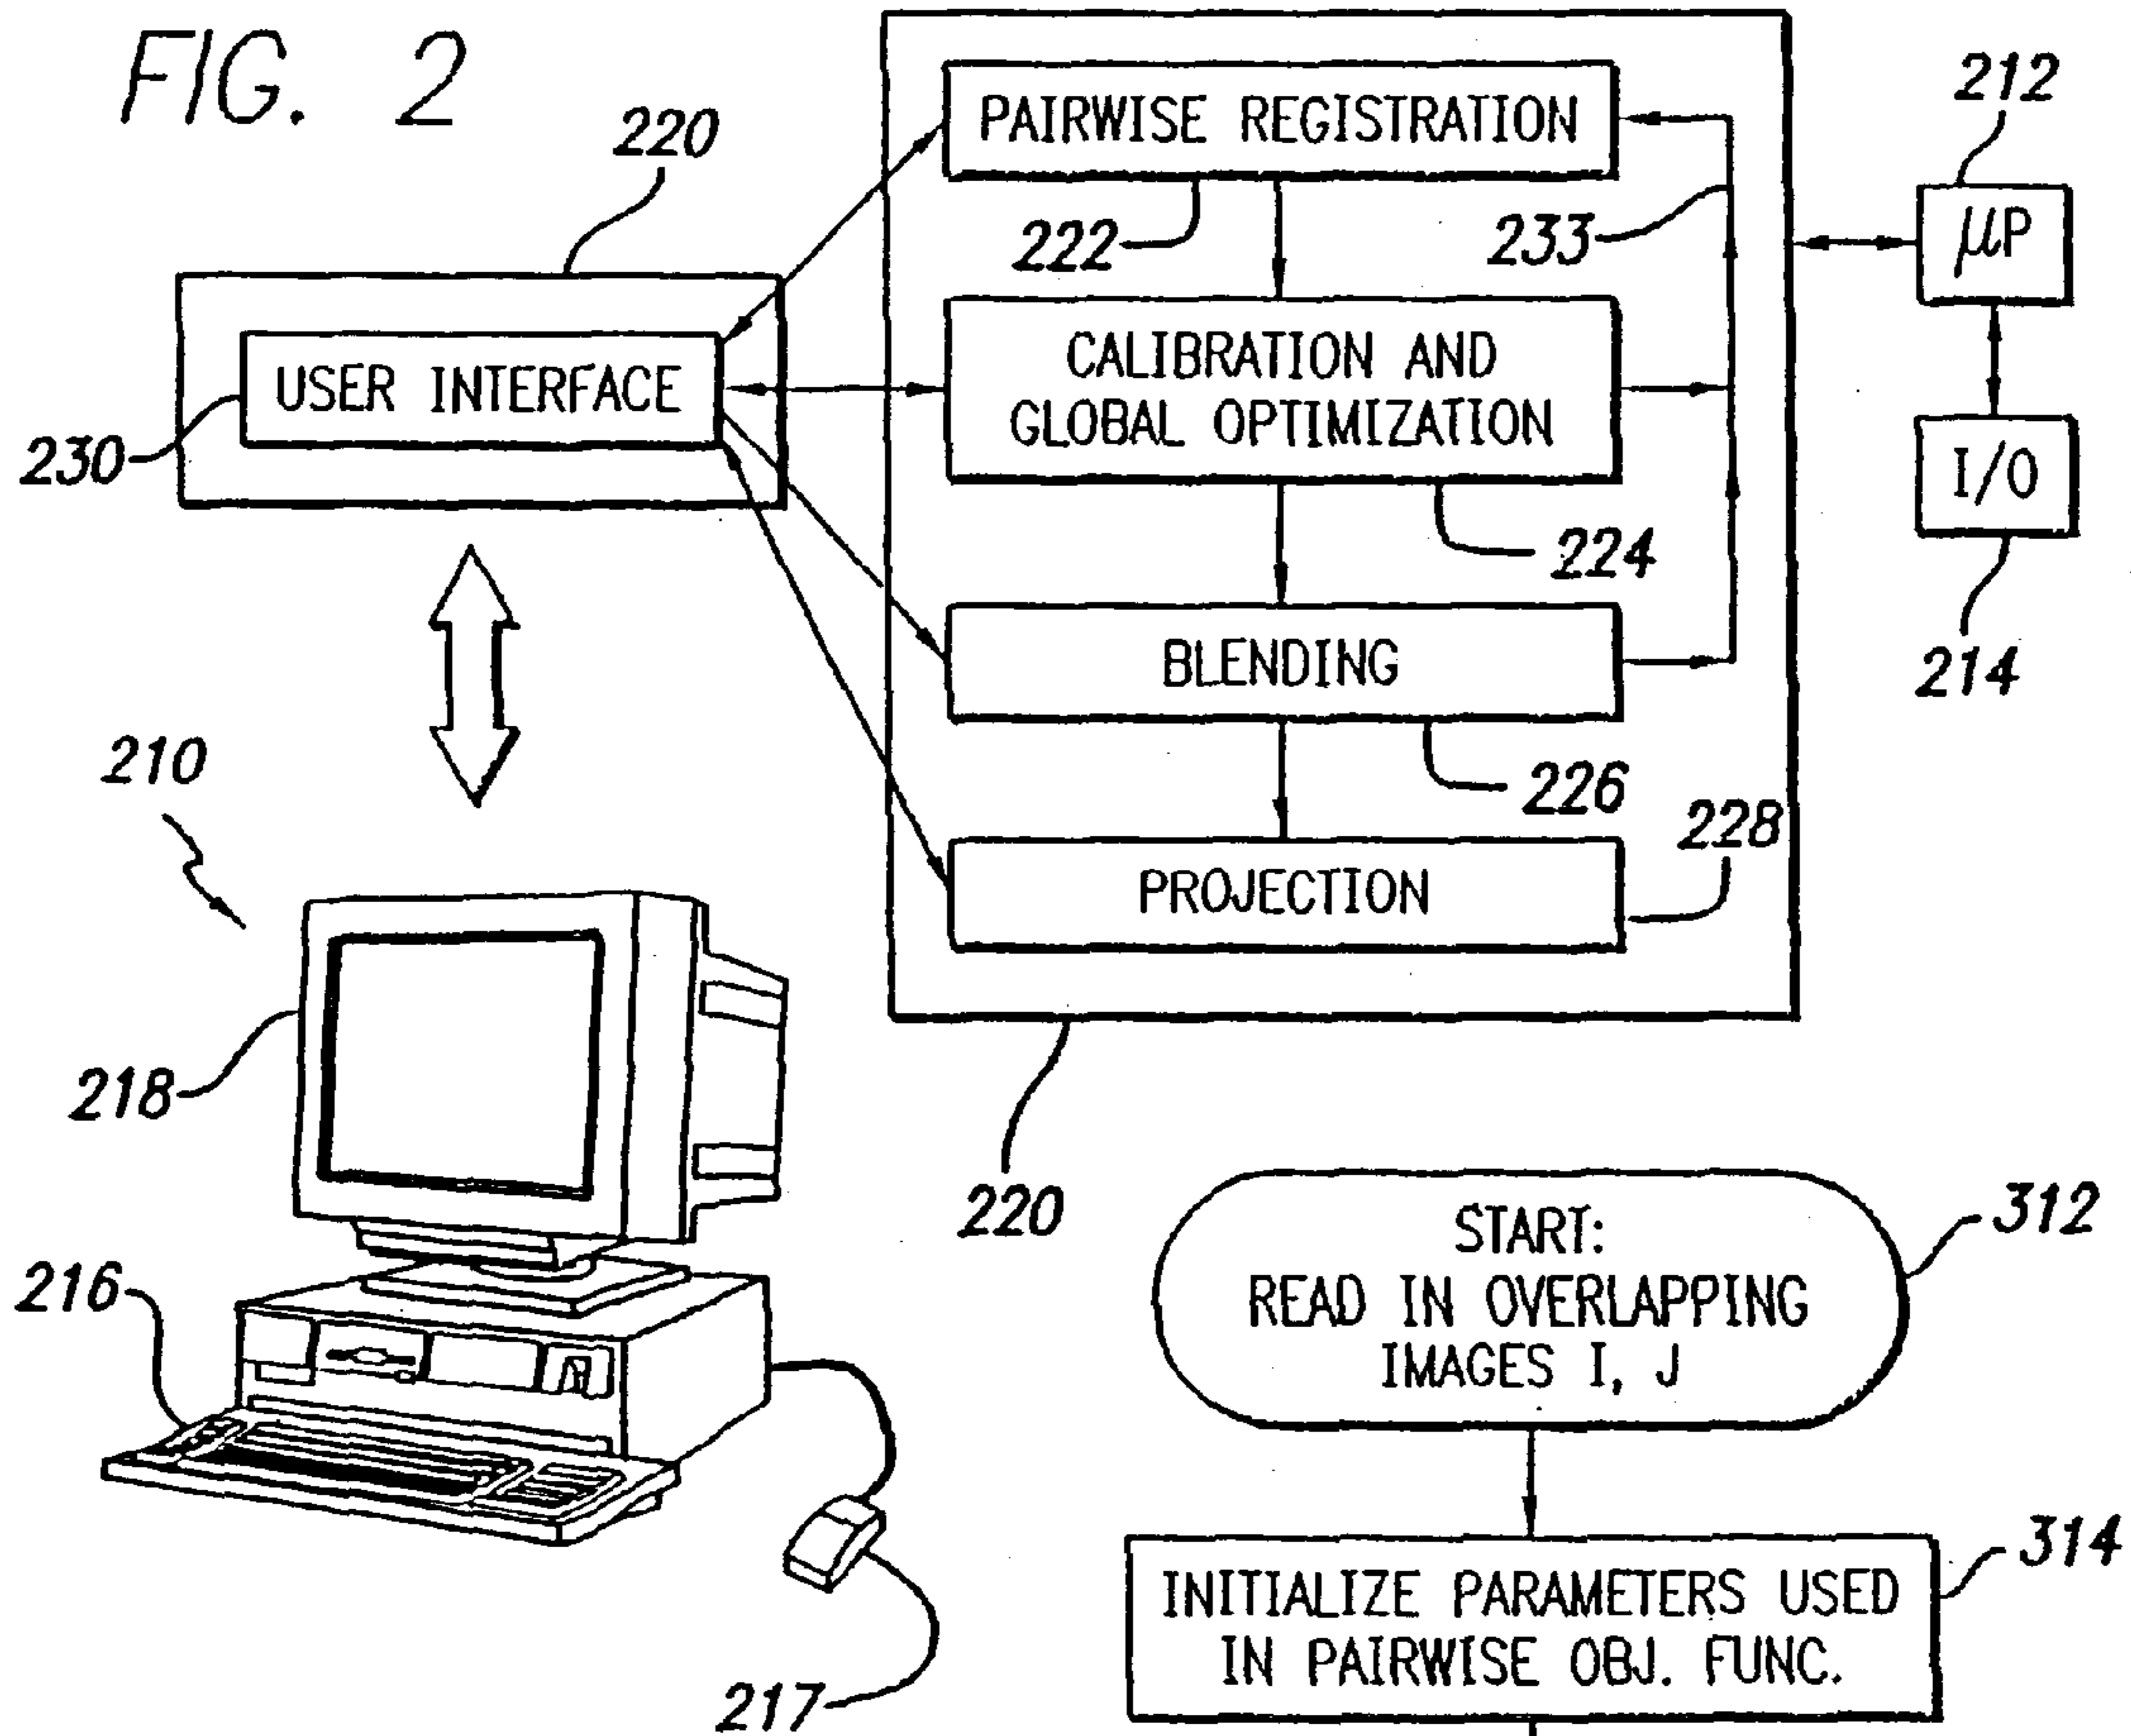 FIG. 2
220
PAIRWISE REGISTRATION
212
222
233
μP
USER INTERFACE
230
CALIBRATION AND
GLOBAL OPTIMIZATION
I/O
224
214
BLENDING
210
226
228
PROJECTION
218
220
216
START:
READ IN OVERLAPPING
IMAGES I, J
312
314
INITIALIZE PARAMETERS USED
IN PAIRWISE OBJ. FUNC.
217